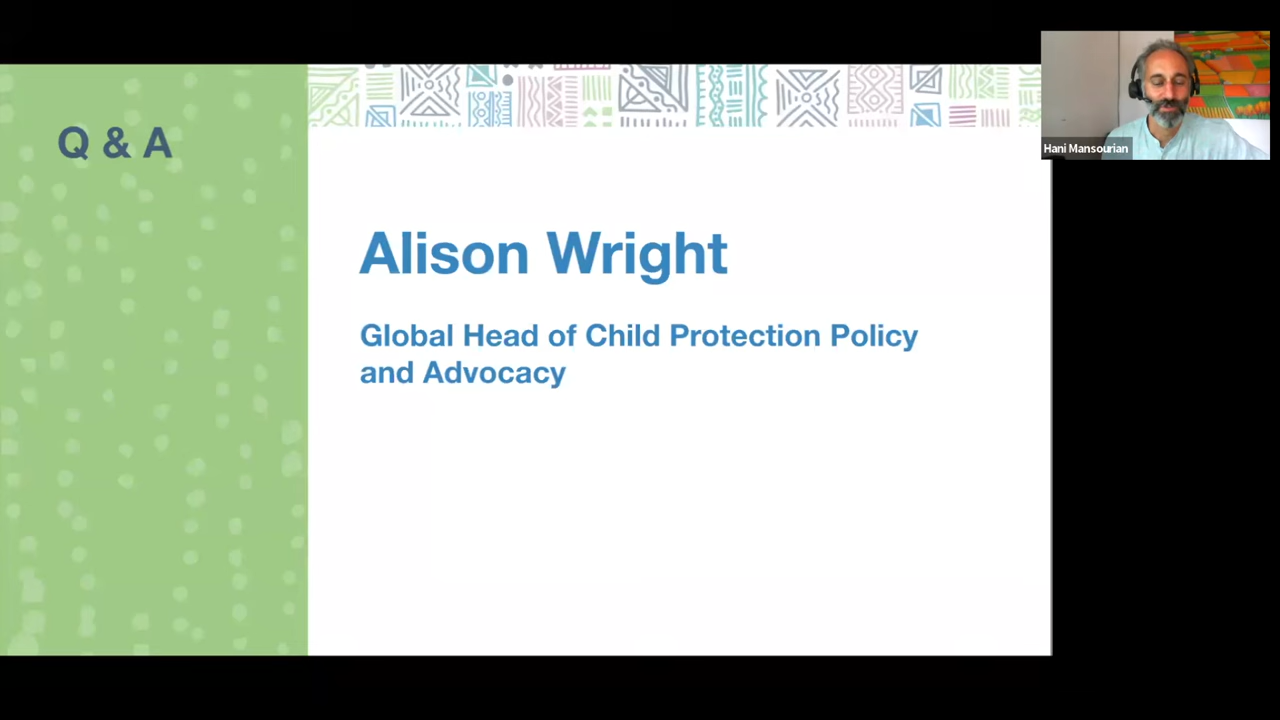 Q & A
Alison Wright
Global Head of Child Protection Policy
and Advocacy
Hani Mansourian